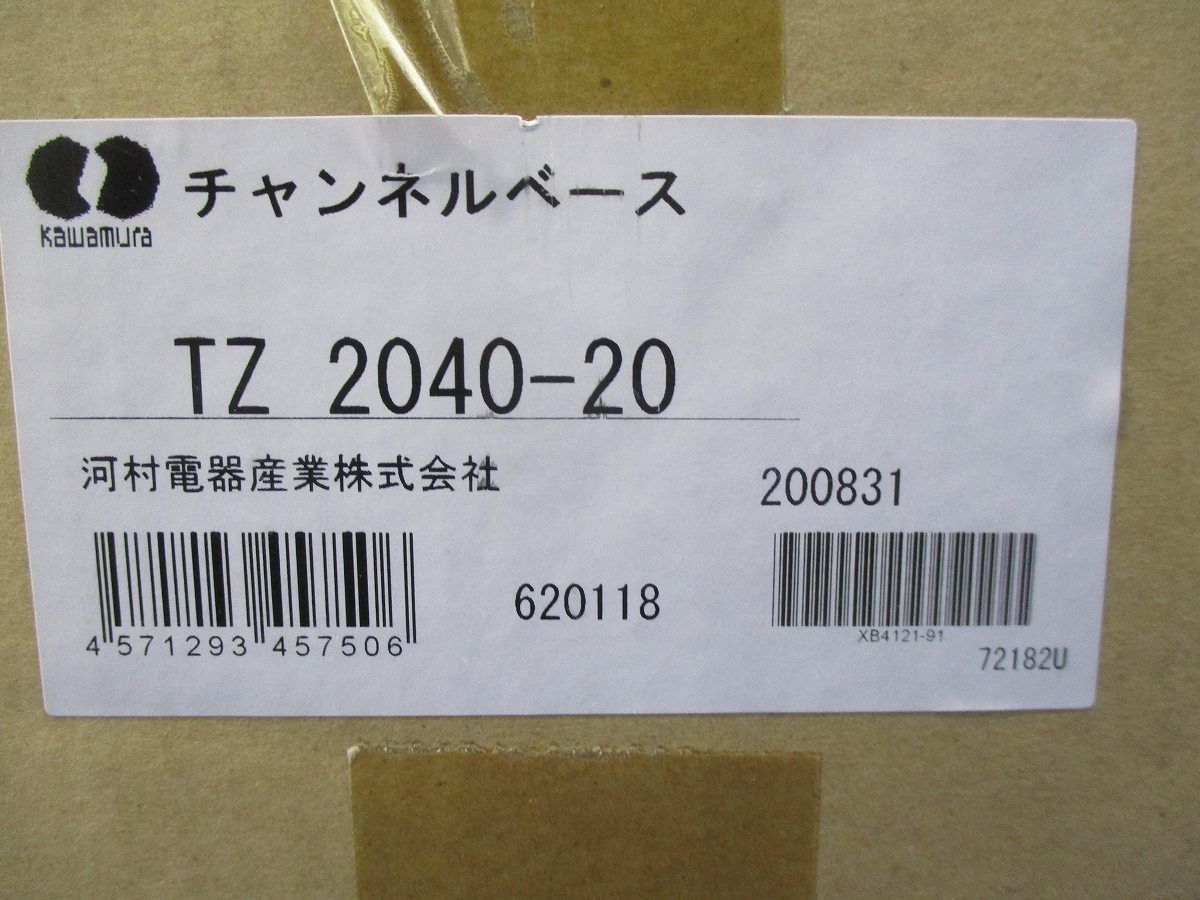 kawamura
チャンネルベース
TZ 2040-20
河村電器産業株式会社
200831
4 571293 457506
620118
XB4121-91
72182U